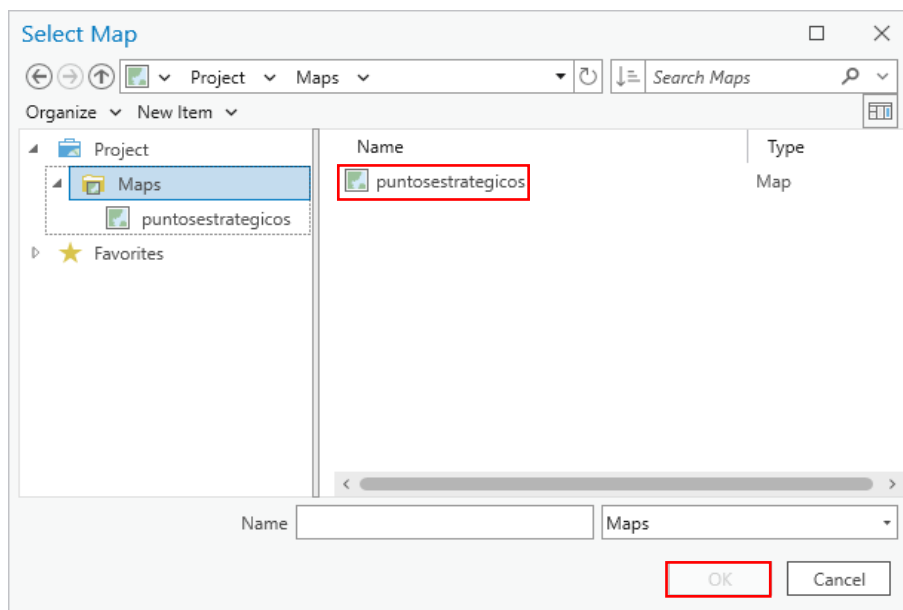 Select Map
Project Maps Search Maps
Organize New Item
Project
Maps
puntosestrategicos
Favorites
Name Type
puntosestrategicos Map
Name Maps
OK Cancel